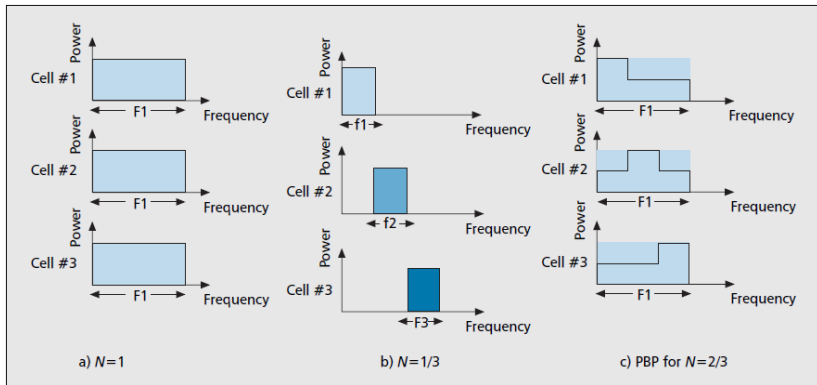 Power
Cell #1
F1
Frequency
Power
Cell #2
F1
Frequency
Power
Cell #3
F1
Frequency
a) N=1
Power
Cell #1
f1
Frequency
Power
Cell #2
f2
Frequency
Power
Cell #3
F3
Frequency
b) N=1/3
Power
Cell #1
F1
Frequency
Power
Cell #2
F1
Frequency
Power
Cell #3
F1
Frequency
c) PBP for N=2/3